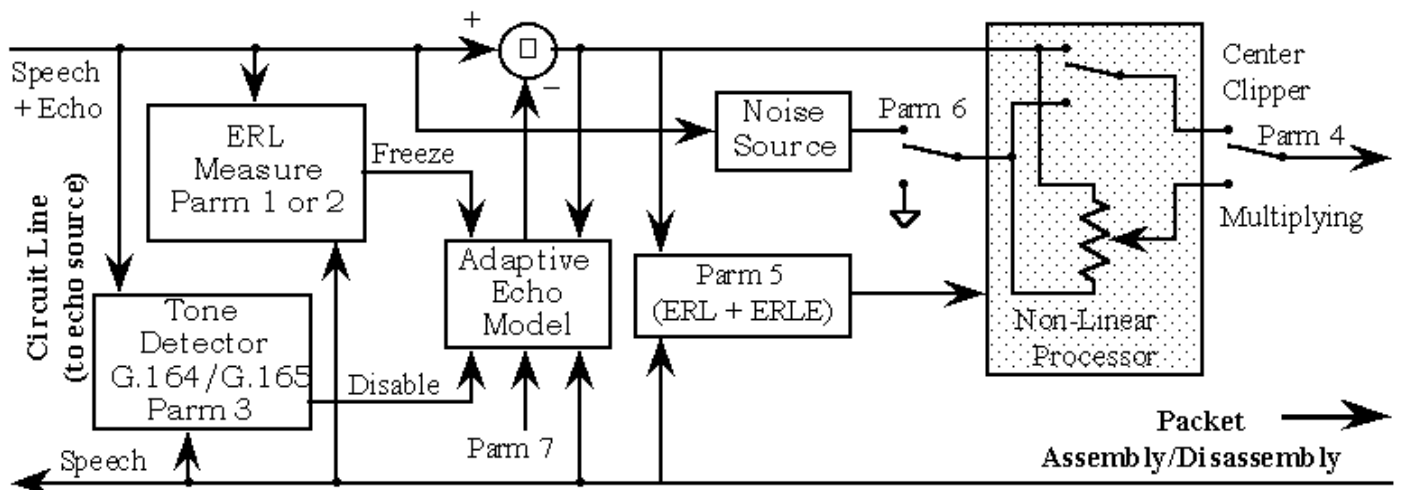 +
Speech
+ Echo
−
ERL
Measure
Parm 1 or 2
Freeze
Noise
Source
Parm 6
Center
Clipper
Parm 4
Multiplying
Circuit Line
(to echo source)
Adaptive
Echo
Model
Parm 5
(ERL + ERLE)
Non-Linear
Processor
Tone
Detector
G.164/G.165
Parm 3
Disable
Parm 7
Speech
Packet
Assembly/Disassembly